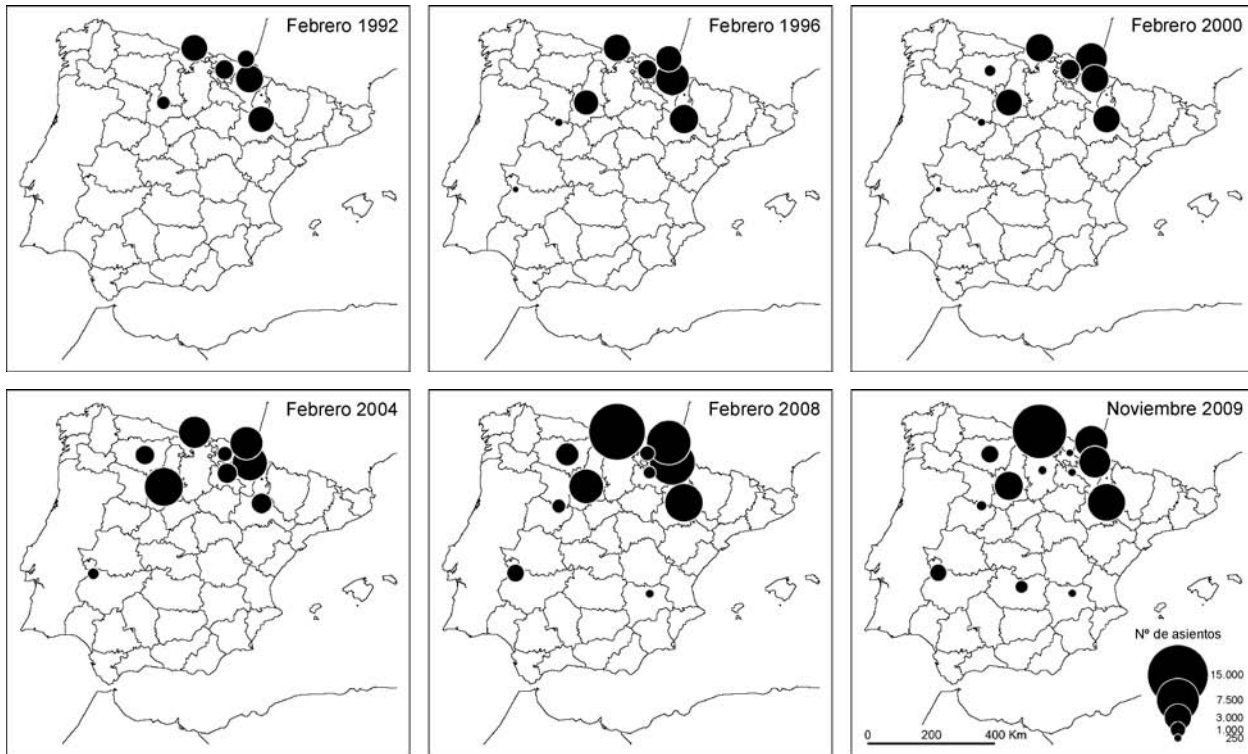 Febrero 1992
Febrero 1996
Febrero 2000
Febrero 2004
Febrero 2008
Noviembre 2009
Nº de asientos
15.000
7.500
3.000
1.000
250
0 200 400 Km